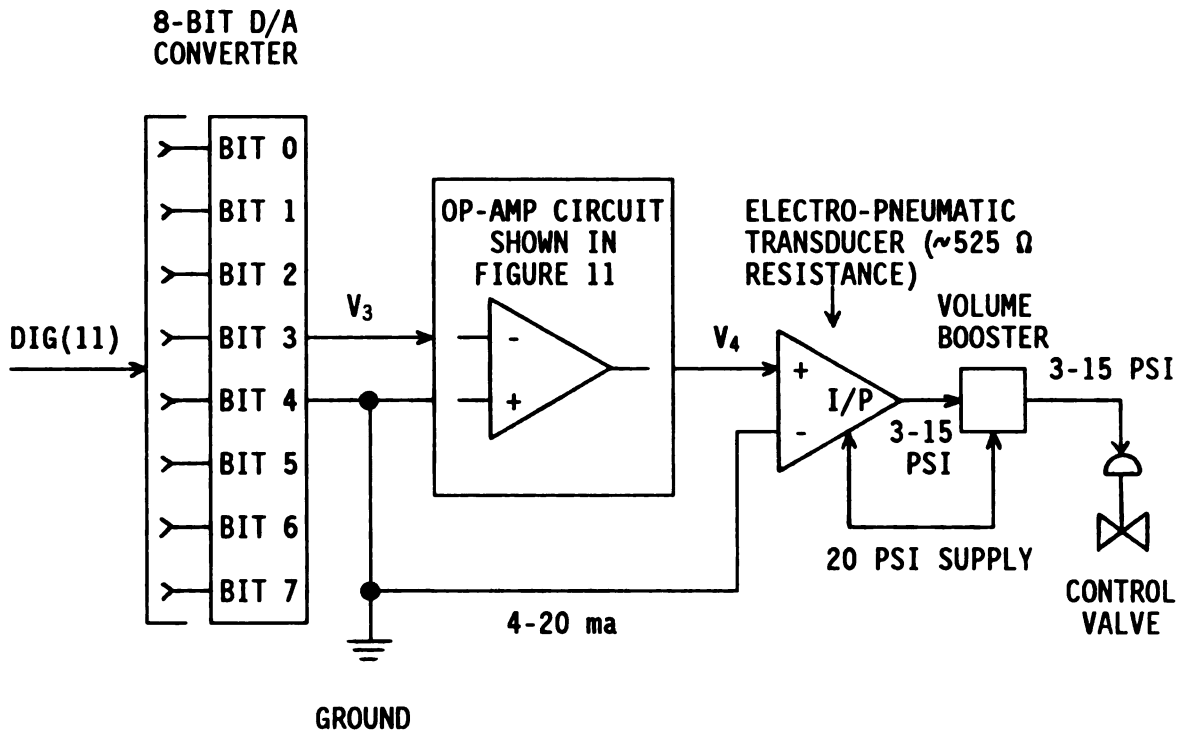 8-BIT D/A
CONVERTER
BIT 0
BIT 1
BIT 2
BIT 3
BIT 4
BIT 5
BIT 6
BIT 7
DIG(11)
V₃
OP-AMP CIRCUIT
SHOWN IN
FIGURE 11
-
+
V₄
ELECTRO-PNEUMATIC
TRANSDUCER (~525 Ω
RESISTANCE)
+
I/P
-
VOLUME
BOOSTER
3-15
PSI
3-15 PSI
20 PSI SUPPLY
CONTROL
VALVE
4-20 ma
GROUND